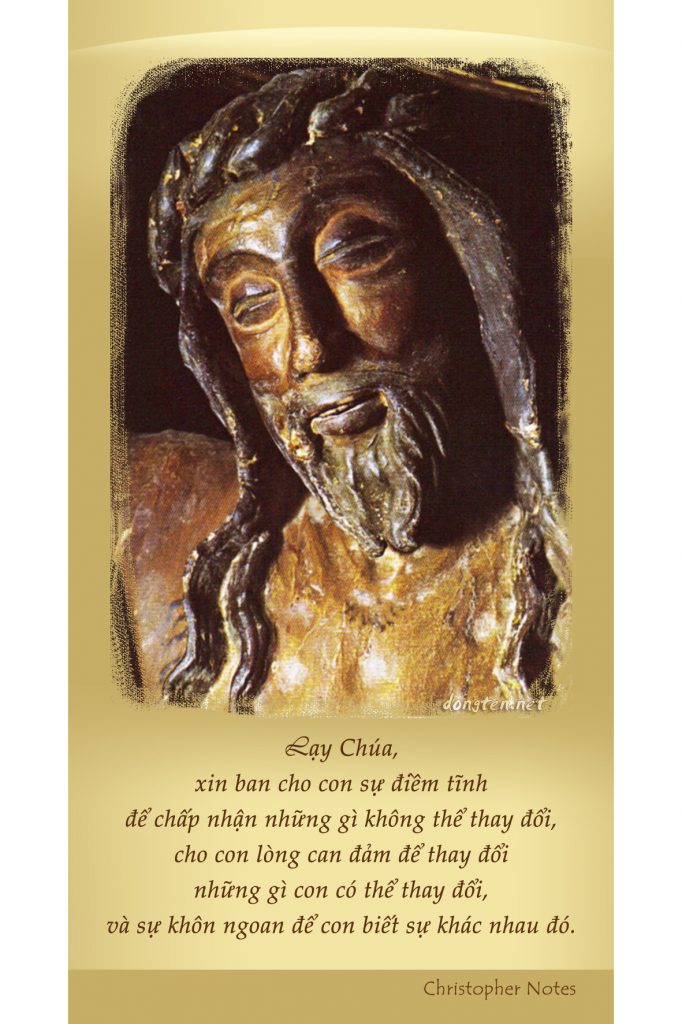 dongten.net
Lạy Chúa,
xin ban cho con sự điềm tĩnh
để chấp nhận những gì không thể thay đổi,
cho con lòng can đảm để thay đổi
những gì con có thể thay đổi,
và sự khôn ngoan để con biết sự khác nhau đó.
Christopher Notes